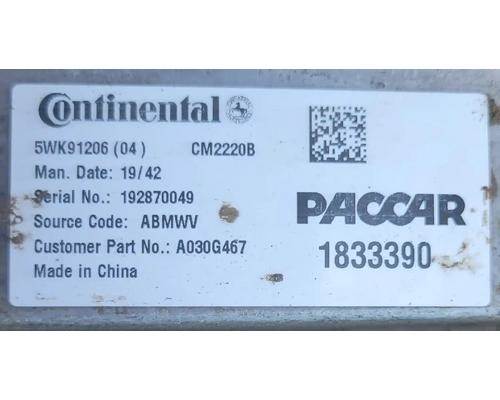 Continental
5WK91206 (04 ) CM2220B
Man. Date: 19/42
Serial No.: 192870049
Source Code: ABMWV
Customer Part No.: A030G467
Made in China
PACCAR
1833390